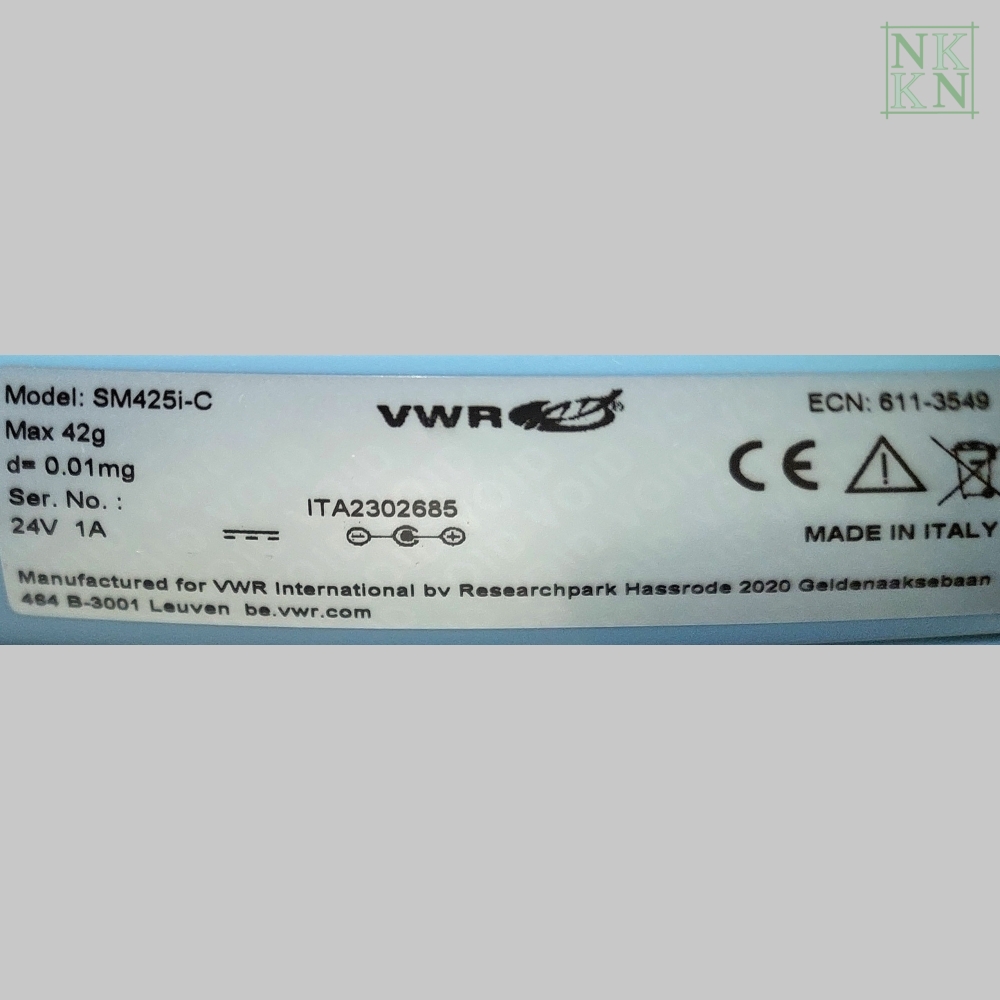 NK
KN
Model: SM425i-C
Max 42g
d= 0.01mg
Ser. No. :
ITA2302685
24V 1A
VWR
ECN: 611-3549
CE
MADE IN ITALY
Manufactured for VWR International bv Researchpark Hassrode 2020 Geldenaaksebaan
464 B-3001 Leuven be.vwr.com